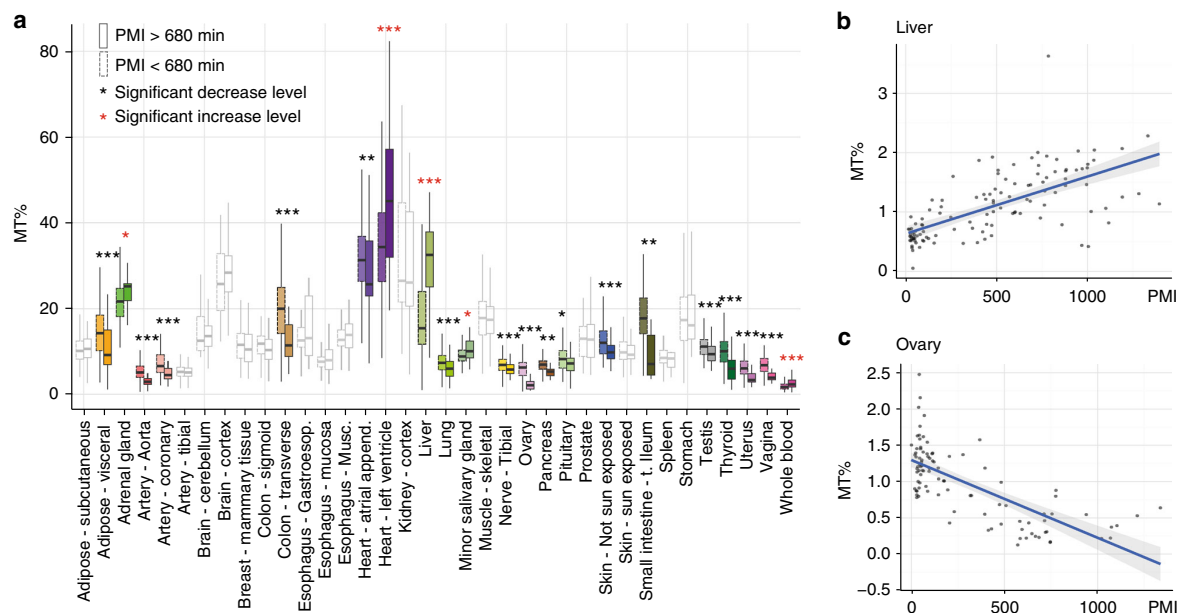 a
MT%
80
60
40
20
0
PMI > 680 min
PMI < 680 min
* Significant decrease level
* Significant increase level
***
*
***
***
***
**
***
***
***
*
**
***
**
*
***
**
***
***
***
***
***
Adipose - subcutaneous
Adipose - visceral
Adrenal gland
Artery - Aorta
Artery - coronary
Artery - tibial
Brain - cerebellum
Brain - cortex
Breast - mammary tissue
Colon - sigmoid
Colon - transverse
Esophagus - Gastroesop.
Esophagus - mucosa
Esophagus - Musc.
Heart - atrial append.
Heart - left ventricle
Kidney - cortex
Liver
Lung
Minor salivary gland
Muscle - skeletal
Nerve - Tibial
Ovary
Pancreas
Pituitary
Prostate
Skin - Not sun exposed
Skin - sun exposed
Small intestine - t. Ileum
Spleen
Stomach
Testis
Thyroid
Uterus
Vagina
Whole blood
b
Liver
MT%
3
2
1
0
0
500
1000
PMI
c
Ovary
MT%
2.5
2.0
1.5
1.0
0.5
0.0
−0.5
0
500
1000
PMI